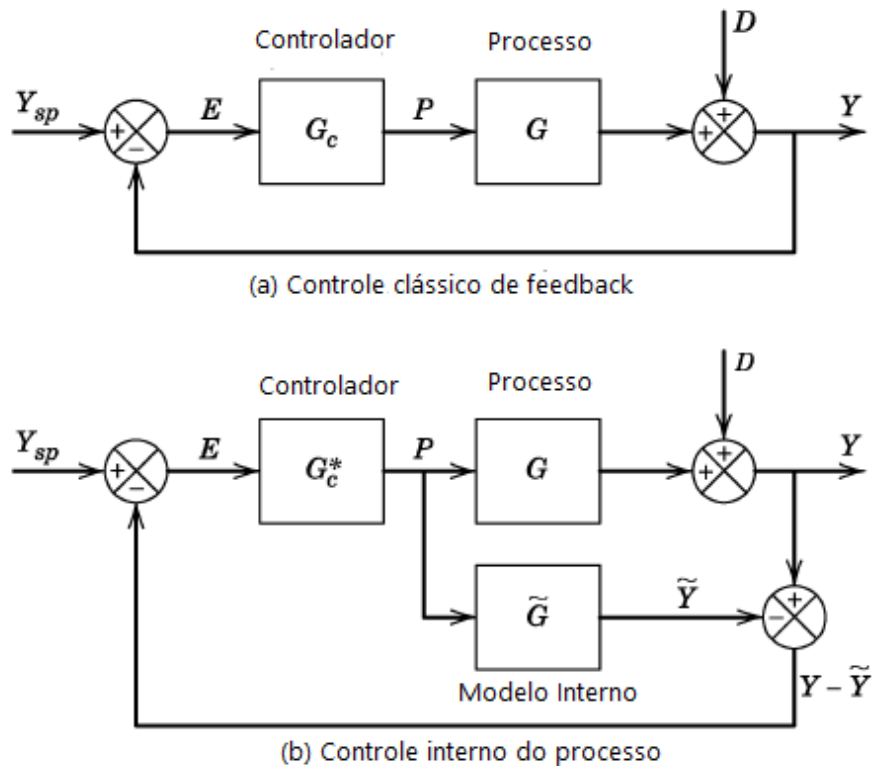 Controlador Processo D
Y_sp + − E G_c P G + + Y
(a) Controle clássico de feedback
Controlador Processo D
Y_sp + − E G_c^* P G + + Y
G̃ Ỹ − +
Modelo Interno Y − Ỹ
(b) Controle interno do processo